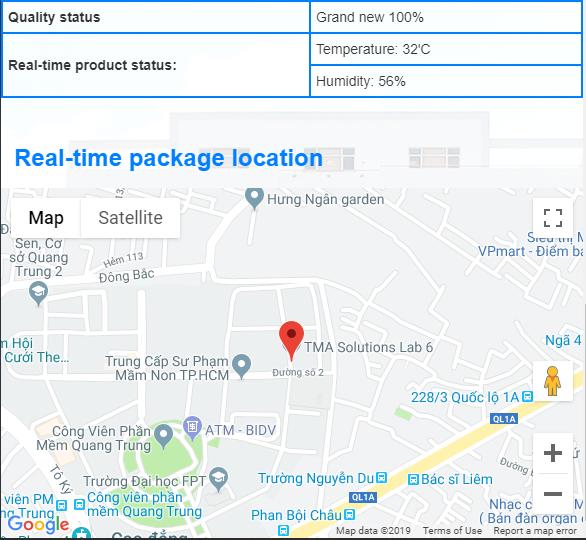 Quality status
Grand new 100%
Real-time product status:
Temperature: 32'C
Humidity: 56%
Real-time package location
Map
Satellite
Hưng Ngân garden
Sen, Cơ
sở Quang
Trung 2
Hẻm 113
Đông Bắc
VPmart - Điểm bá
Hội
Cưới The...
TMA Solutions Lab 6
Ngã 4
Trung Cấp Sư Phạm
Mầm Non TP.HCM
Đường số 2
228/3 Quốc lộ 1A
QL1A
Công Viên Phần
Mềm Quang Trung
ATM - BIDV
Tô Ký
Trường Đại học FPT
Trường Nguyễn Du
Bác sĩ Liêm
Đường
viên PM
ng Trung
Công viên phần
mềm Quang Trung
QL1A
Phan Bội Châu
Nhạc c
M
( Bán đàn organ
Google
Map data ©2019
Terms of Use
Report a map error